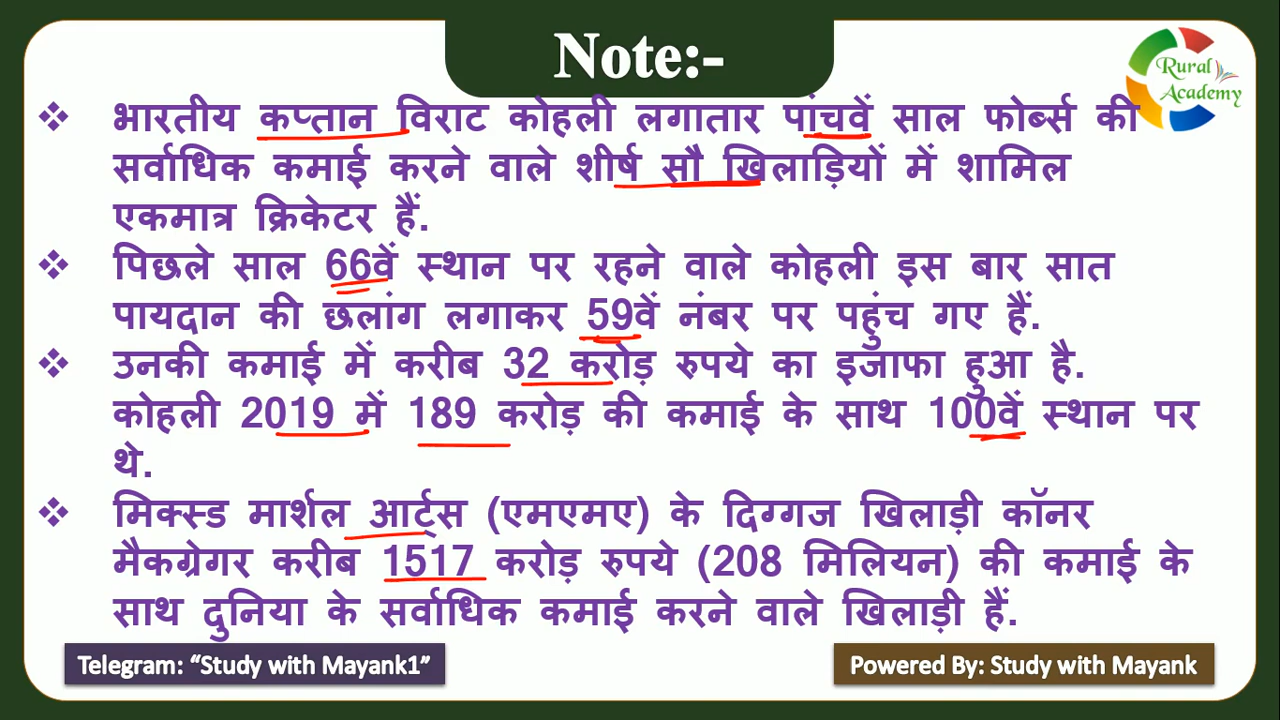 Note:-
Rural
Academy
❖ भारतीय कप्तान विराट कोहली लगातार पांचवें साल फोर्ब्स की
सर्वाधिक कमाई करने वाले शीर्ष सौ खिलाड़ियों में शामिल
एकमात्र क्रिकेटर हैं.
❖ पिछले साल 66वें स्थान पर रहने वाले कोहली इस बार सात
पायदान की छलांग लगाकर 59वें नंबर पर पहुंच गए हैं.
❖ उनकी कमाई में करीब 32 करोड़ रुपये का इजाफा हुआ है.
कोहली 2019 में 189 करोड़ की कमाई के साथ 100वें स्थान पर
थे.
❖ मिक्स्ड मार्शल आर्ट्स (एमएमए) के दिग्गज खिलाड़ी कॉनर
मैकग्रेगर करीब 1517 करोड़ रुपये (208 मिलियन) की कमाई के
साथ दुनिया के सर्वाधिक कमाई करने वाले खिलाड़ी हैं.
Telegram: “Study with Mayank1”
Powered By: Study with Mayank